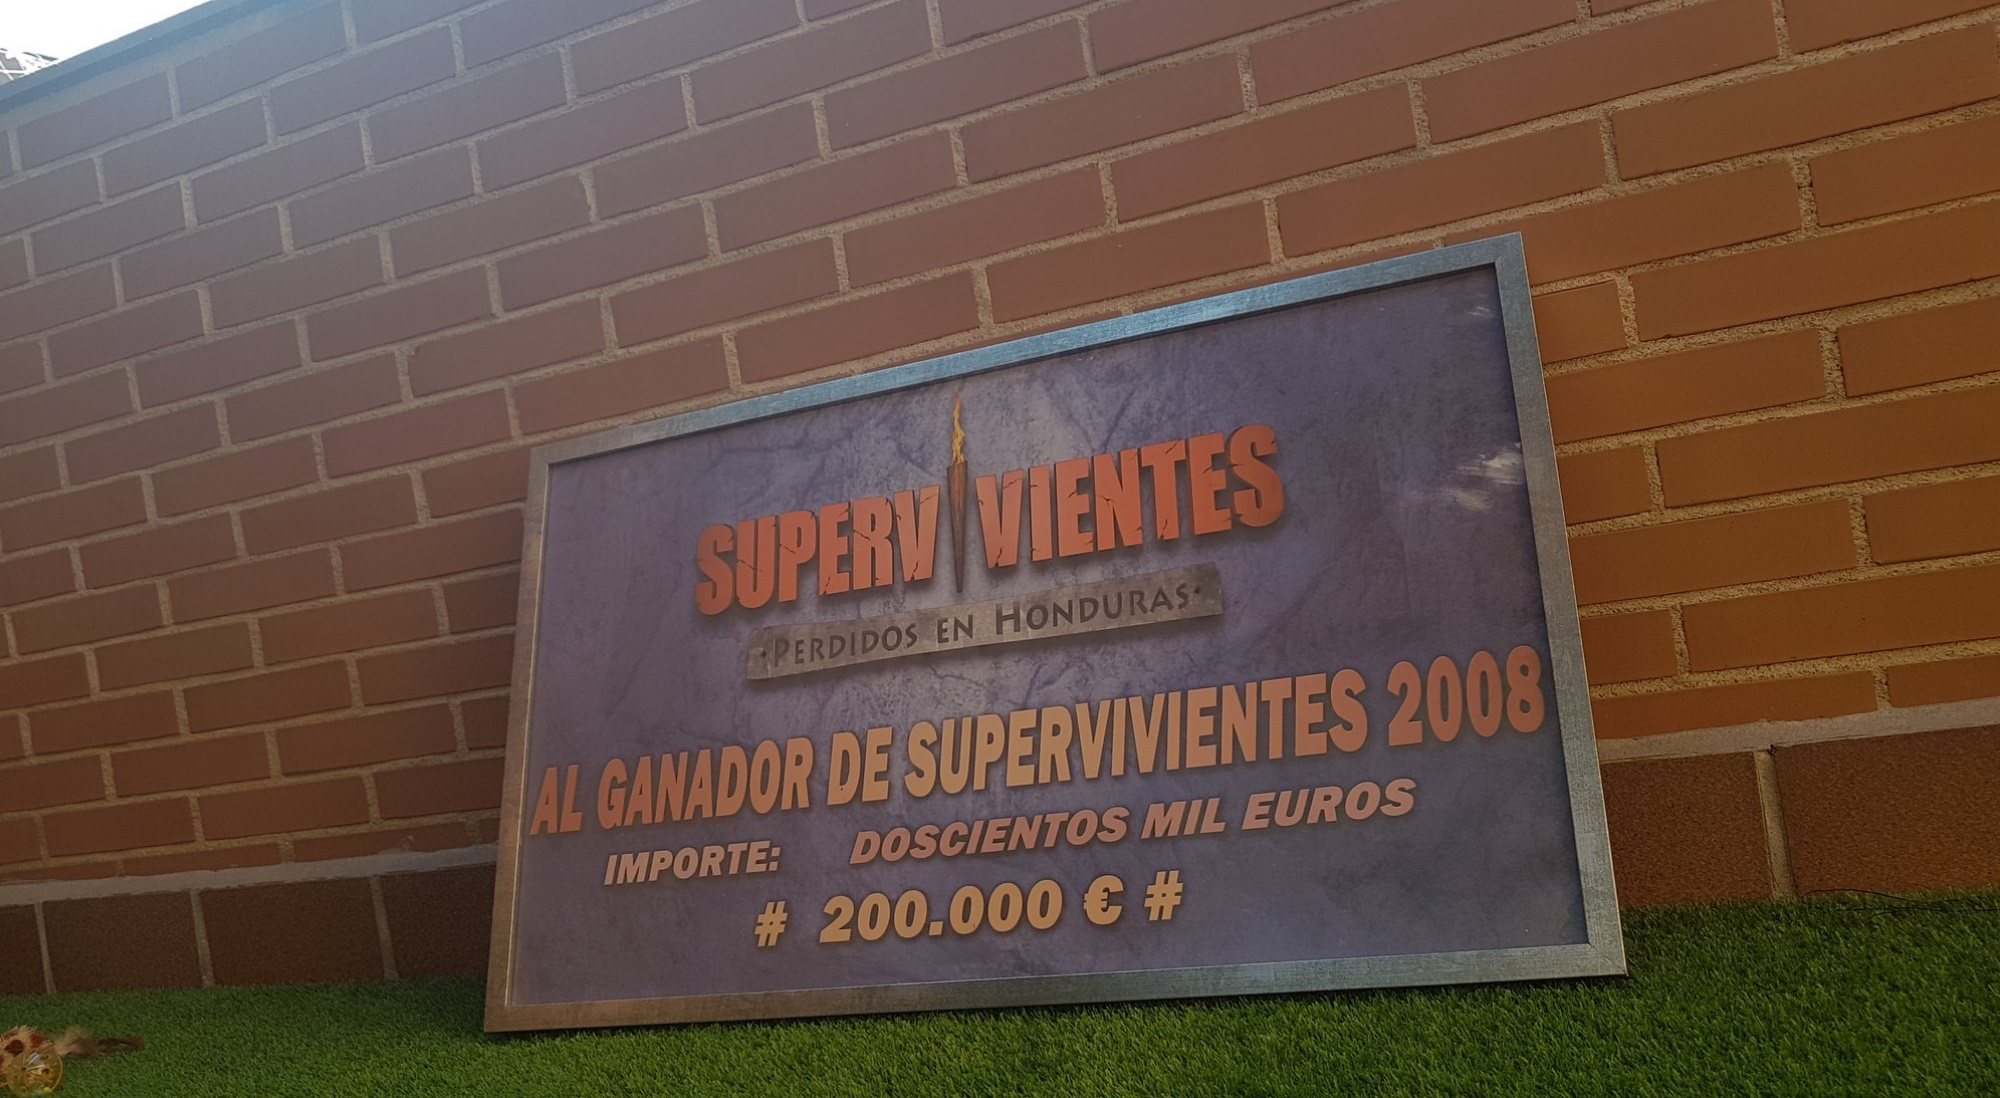 SUPERVIVIENTES
·PERDIDOS EN HONDURAS·
AL GANADOR DE SUPERVIVIENTES 2008
IMPORTE: DOSCIENTOS MIL EUROS
# 200.000 € #